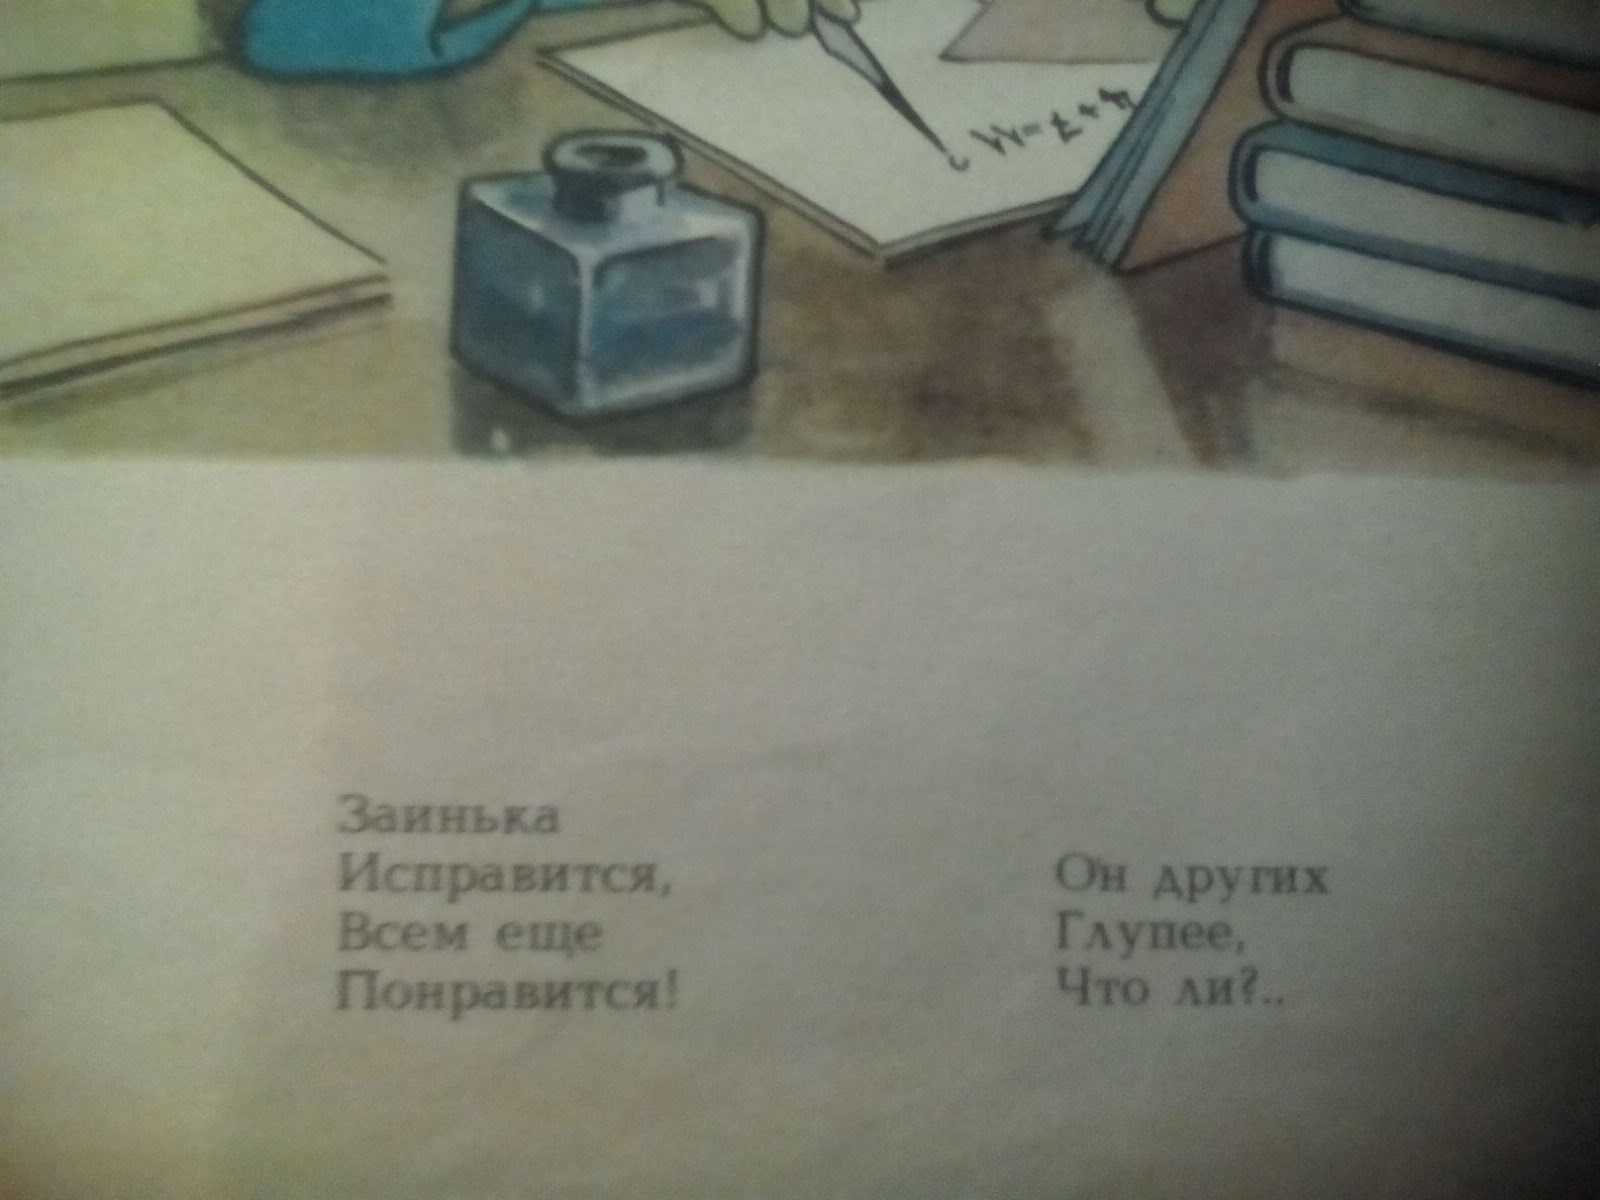 Заинька
Исправится,
Всем еще
Понравится!
Он других
Глупее,
Что ли?..